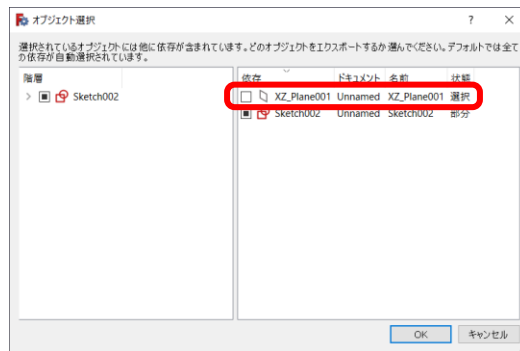 オブジェクト選択
選択されているオブジェクトには他に依存が含まれています。どのオブジェクトをエクスポートするか選んでください。デフォルトでは全て
の依存が自動選択されています。
階層
Sketch002
依存 ドキュメント 名前 状態
XZ_Plane001 Unnamed XZ_Plane001 選択
Sketch002 Unnamed Sketch002 部分
OK キャンセル